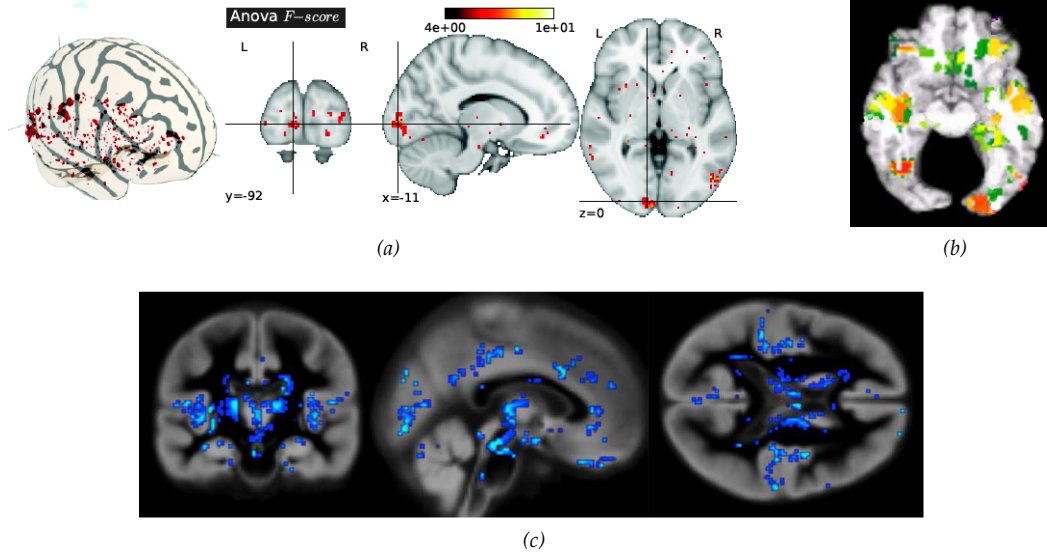 Anova F-score
4e+00 1e+01
L R
L R
y=-92
x=-11
z=0
(a)
(b)
(c)